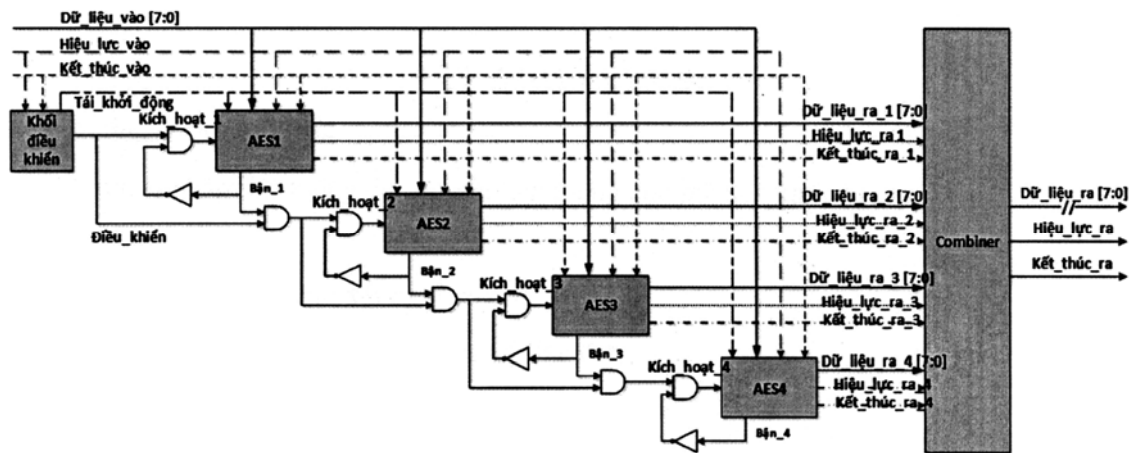 Dữ_liệu_vào [7:0]
Hiệu_lực_vào
Kết_thúc_vào
Tái_khởi_động
Khối
điều
khiển
Kích_hoạt_1
AES1
Dữ_liệu_ra_1 [7:0]
Hiệu_lực_ra 1
Kết_thúc_ra_1
Bận_1
Điều_khiển
Kích_hoạt_2
AES2
Dữ_liệu_ra_2 [7:0]
Hiệu_lực_ra_2
Kết_thúc_ra_2
Bận_2
Kích_hoạt_3
AES3
Dữ_liệu_ra_3 [7:0]
Hiệu_lực_ra_3
Kết_thúc_ra_3
Bận_3
Kích_hoạt_4
AES4
Dữ_liệu_ra_4 [7:0]
Hiệu_lực_ra_4
Kết_thúc_ra_4
Bận_4
Combiner
Dữ_liệu_ra [7:0]
Hiệu_lực_ra
Kết_thúc_ra